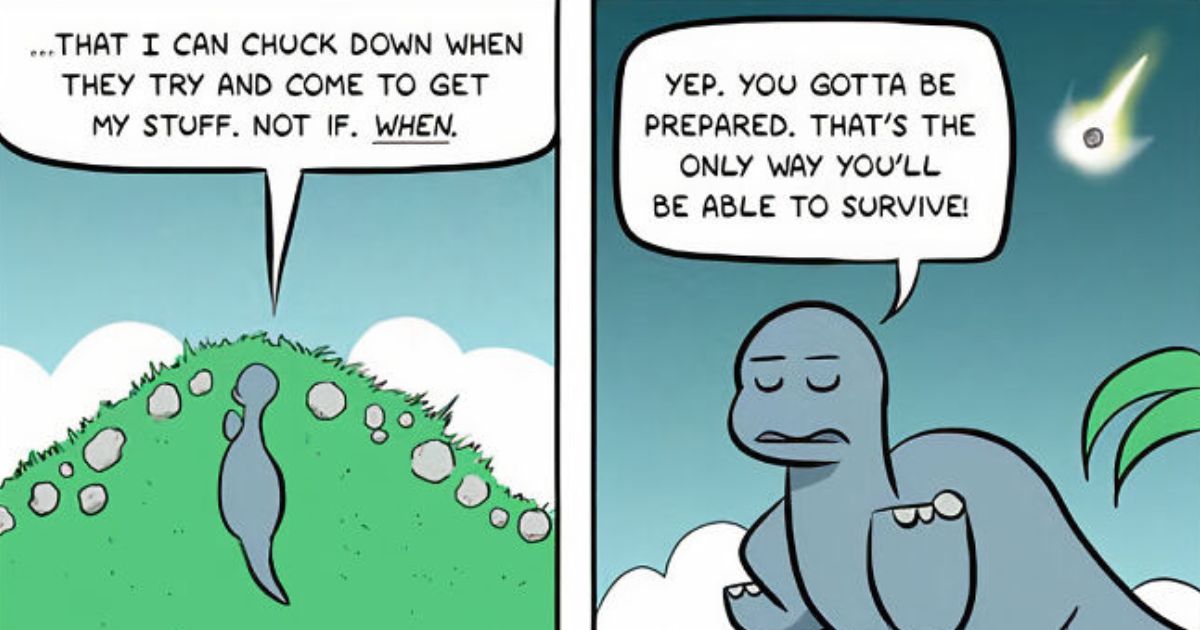 ...THAT I CAN CHUCK DOWN WHEN
THEY TRY AND COME TO GET
MY STUFF. NOT IF. WHEN.
YEP. YOU GOTTA BE
PREPARED. THAT'S THE
ONLY WAY YOU'LL
BE ABLE TO SURVIVE!